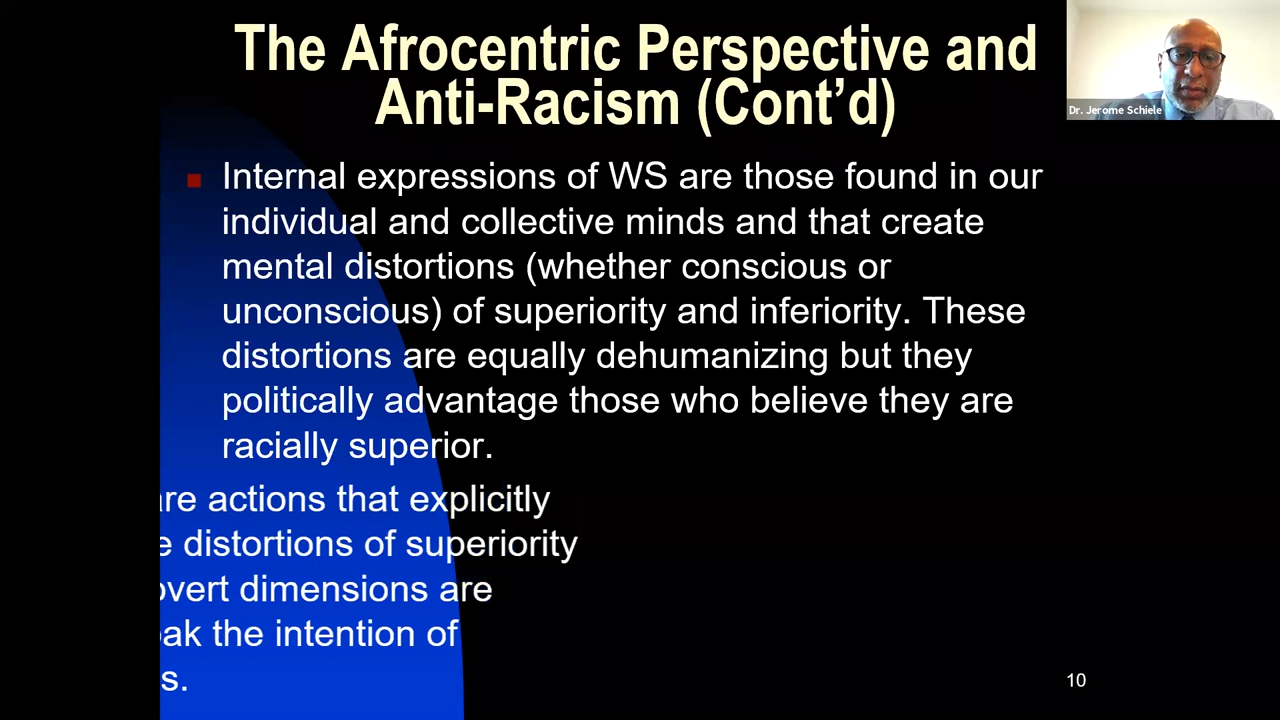 The Afrocentric Perspective and
Anti-Racism (Cont’d)
Dr. Jerome Schiele
Internal expressions of WS are those found in our
individual and collective minds and that create
mental distortions (whether conscious or
unconscious) of superiority and inferiority. These
distortions are equally dehumanizing but they
politically advantage those who believe they are
racially superior.
are actions that explicitly
distortions of superiority
dimensions are
the intention of
10